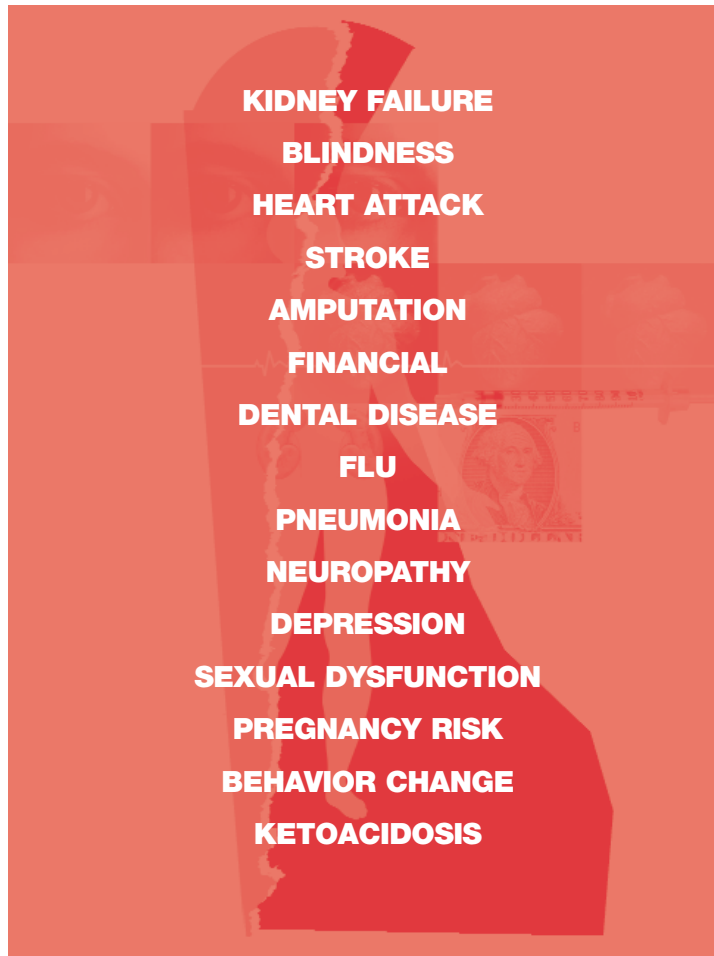 KIDNEY FAILURE
BLINDNESS
HEART ATTACK
STROKE
AMPUTATION
FINANCIAL
DENTAL DISEASE
FLU
PNEUMONIA
NEUROPATHY
DEPRESSION
SEXUAL DYSFUNCTION
PREGNANCY RISK
BEHAVIOR CHANGE
KETOACIDOSIS